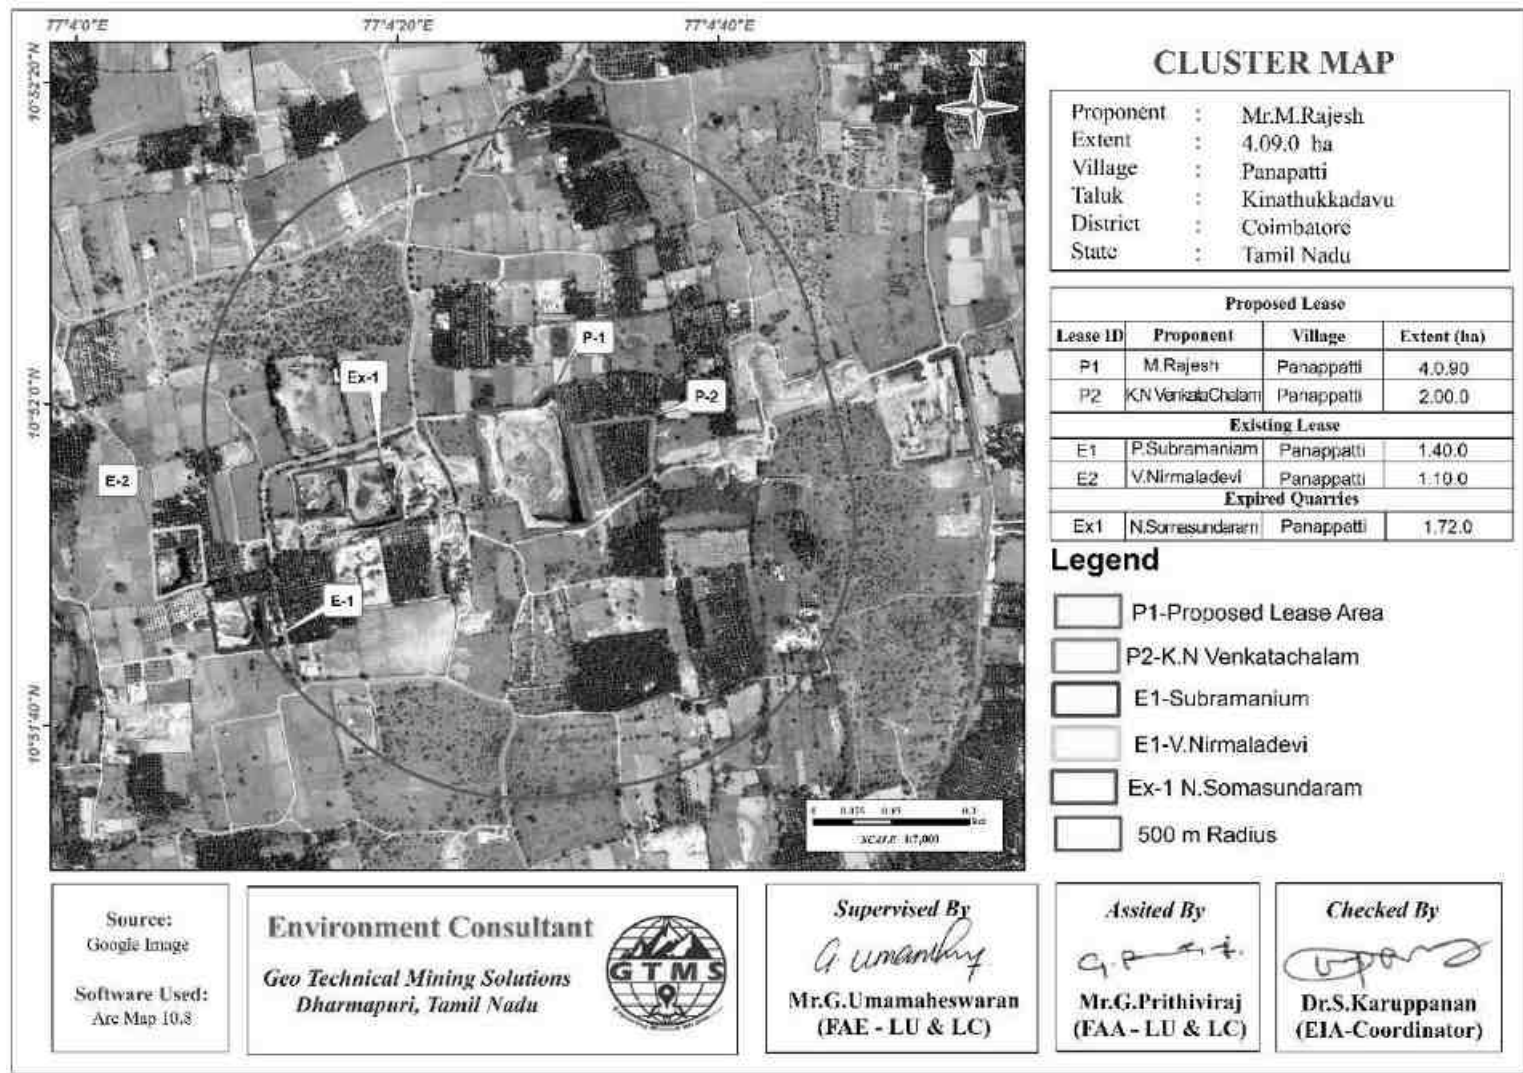 77°4'0"E 77°4'20"E 77°4'40"E
10°52'20"N
10°52'0"N
10°51'40"N
N
P-1
Ex-1
P-2
E-2
E-1
SCALE 1:7,001
CLUSTER MAP
Proponent : Mr.M.Rajesh
Extent : 4.09.0 ha
Village : Panapatti
Taluk : Kinathukkadavu
District : Coimbatore
State : Tamil Nadu
Proposed Lease
Lease ID Proponent Village Extent (ha)
P1 M.Rajesh Panappatti 4.0.90
P2 K.N VenkataChalam Panappatti 2.00.0
Existing Lease
E1 P.Subramaniam Panappatti 1.40.0
E2 V.Nirmaladevi Panappatti 1.10.0
Expired Quarries
Ex1 N.Somasundaram Panappatti 1.72.0
Legend
P1-Proposed Lease Area
P2-K.N Venkatachalam
E1-Subramanium
E1-V.Nirmaladevi
Ex-1 N.Somasundaram
500 m Radius
Source:
Google Image
Software Used:
Arc Map 10.8
Environment Consultant
Geo Technical Mining Solutions
Dharmapuri, Tamil Nadu
GTMS
Supervised By
Mr.G.Umamaheswaran
(FAE - LU & LC)
Assited By
Mr.G.Prithiviraj
(FAA - LU & LC)
Checked By
Dr.S.Karuppanan
(EIA-Coordinator)